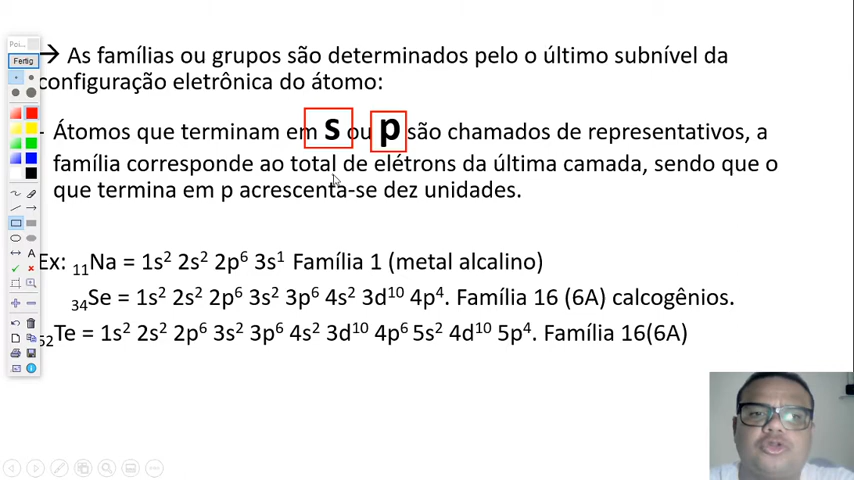 Poi...
Fertig
→ As famílias ou grupos são determinados pelo o último subnível da
configuração eletrônica do átomo:
- Átomos que terminam em s ou p são chamados de representativos, a
família corresponde ao total de elétrons da última camada, sendo que o
que termina em p acrescenta-se dez unidades.
Ex: ₁₁Na = 1s² 2s² 2p⁶ 3s¹ Família 1 (metal alcalino)
₃₄Se = 1s² 2s² 2p⁶ 3s² 3p⁶ 4s² 3d¹⁰ 4p⁴. Família 16 (6A) calcogênios.
₅₂Te = 1s² 2s² 2p⁶ 3s² 3p⁶ 4s² 3d¹⁰ 4p⁶ 5s² 4d¹⁰ 5p⁴. Família 16(6A)